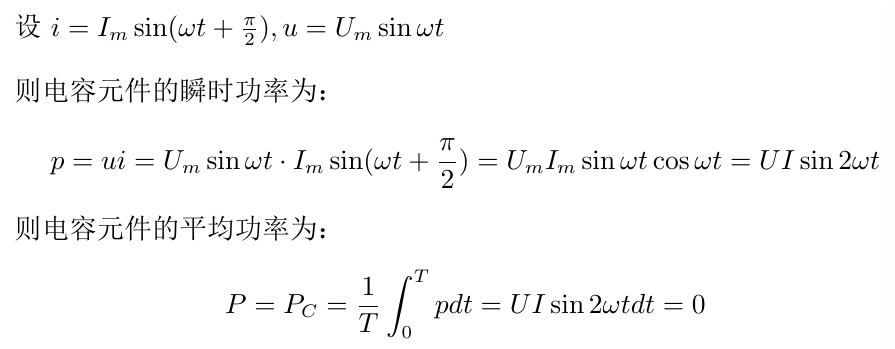 设 $i = I_m \sin(\omega t + \frac{\pi}{2}), u = U_m \sin \omega t$
则电容元件的瞬时功率为：
$p = ui = U_m \sin \omega t \cdot I_m \sin(\omega t + \frac{\pi}{2}) = U_m I_m \sin \omega t \cos \omega t = UI \sin 2\omega t$
则电容元件的平均功率为：
$P = P_C = \frac{1}{T} \int_0^T pdt = UI \sin 2\omega tdt = 0$